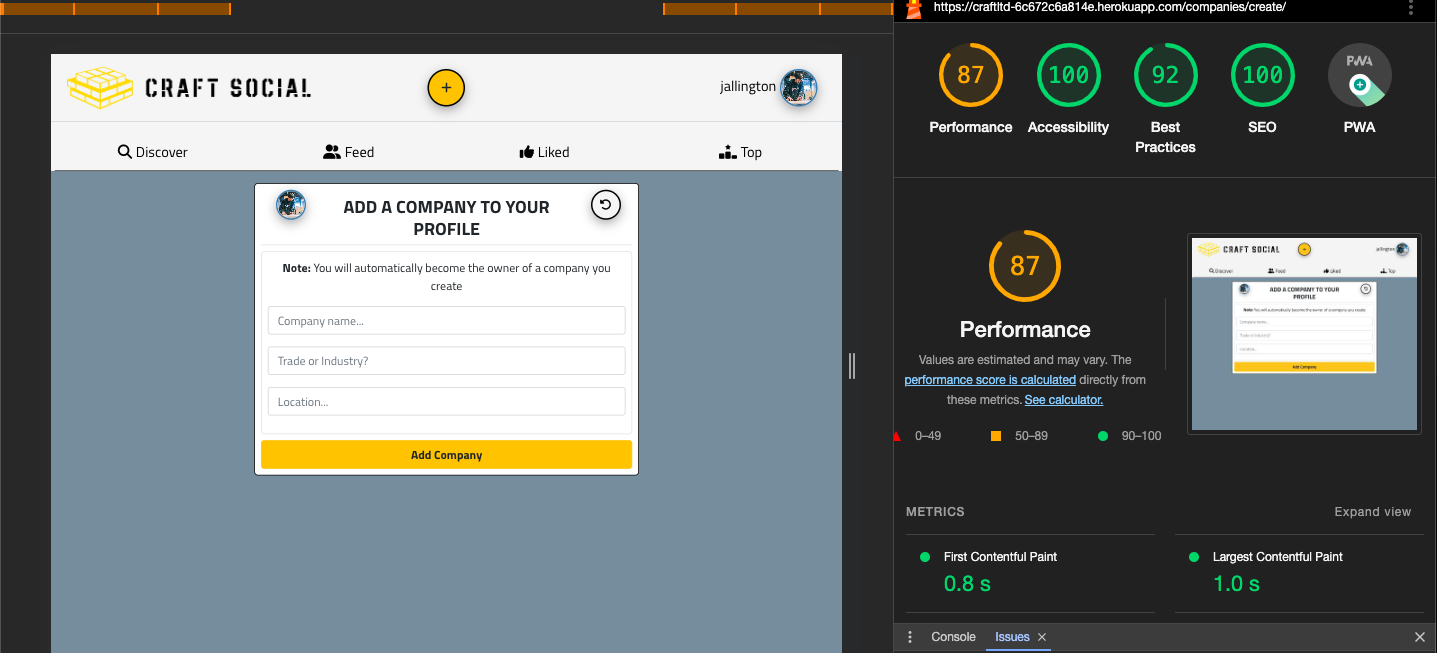 https://craftltd-6c672c6a814e.herokuapp.com/companies/create/
CRAFT SOCIAL
+
jallington
Discover
Feed
Liked
Top
ADD A COMPANY TO YOUR
PROFILE
Note: You will automatically become the owner of a company you
create
Company name...
Trade or Industry?
Location...
Add Company
87
100
92
100
PWA
Performance
Accessibility
Best
Practices
SEO
PWA
87
Performance
Values are estimated and may vary. The
performance score is calculated directly from
these metrics. See calculator.
0–49
50–89
90–100
CRAFT SOCIAL
+
jallington
Discover
Feed
Liked
Top
ADD A COMPANY TO YOUR
PROFILE
Note: You will automatically become the owner of a company you create
Company name...
Trade or Industry?
Location...
Add Company
METRICS
Expand view
First Contentful Paint
0.8 s
Largest Contentful Paint
1.0 s
Console
Issues